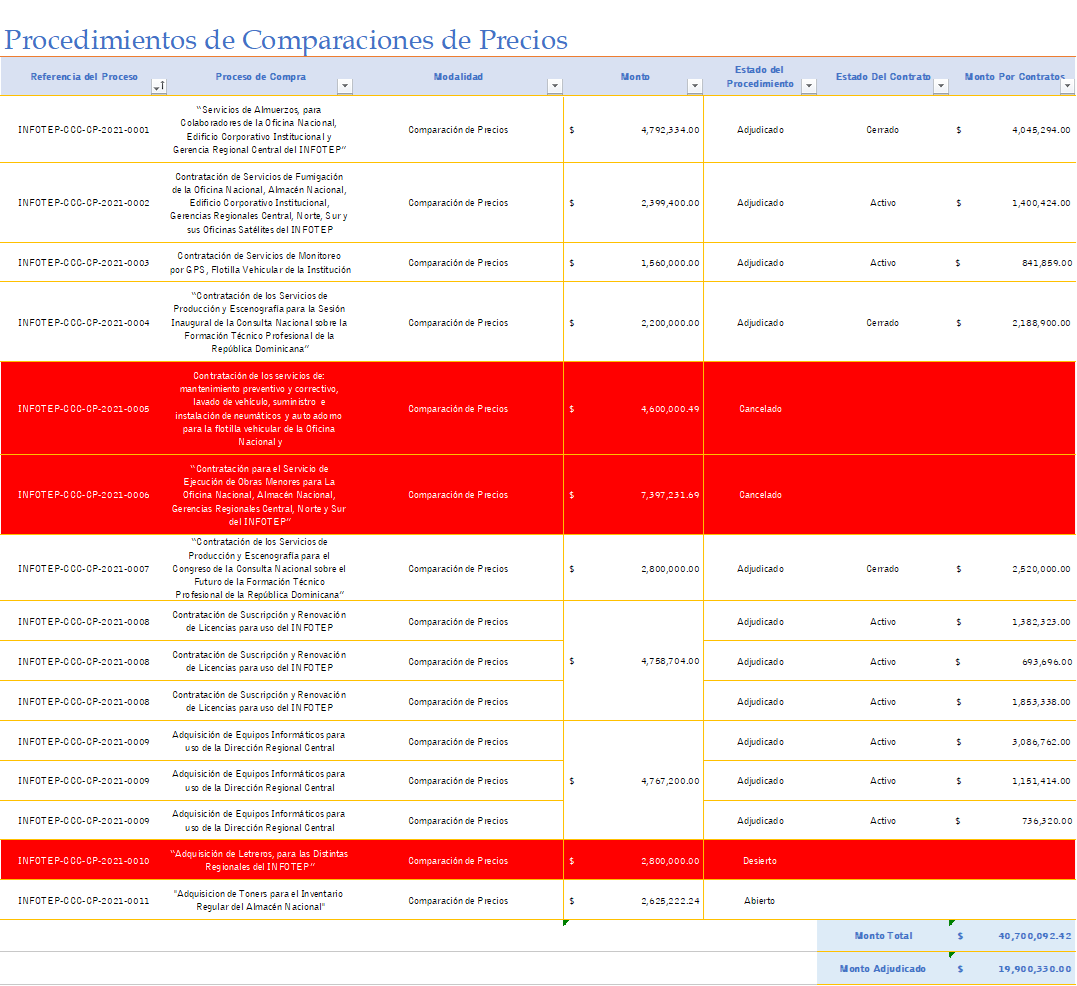 Procedimientos de Comparaciones de Precios
Referencia del Proceso
Proceso de Compra
Modalidad
Monto
Estado del
Procedimiento
Estado Del Contrato
Monto Por Contratos
INFOTEP-CCC-CP-2021-0001
“Servicios de Almuerzos, para
Colaboradores de la Oficina Nacional,
Edificio Corporativo Institucional y
Gerencia Regional Central del INFOTEP”
Comparación de Precios
$ 4,792,334.00
Adjudicado
Cerrado
$ 4,045,294.00
INFOTEP-CCC-CP-2021-0002
Contratación de Servicios de Fumigación
de la Oficina Nacional, Almacén Nacional,
Edificio Corporativo Institucional,
Gerencias Regionales Central, Norte, Sur y
sus Oficinas Satélites del INFOTEP
Comparación de Precios
$ 2,399,400.00
Adjudicado
Activo
$ 1,400,424.00
INFOTEP-CCC-CP-2021-0003
Contratación de Servicios de Monitoreo
por GPS, Flotilla Vehicular de la Institución
Comparación de Precios
$ 1,560,000.00
Adjudicado
Activo
$ 841,859.00
INFOTEP-CCC-CP-2021-0004
“Contratación de los Servicios de
Producción y Escenografía para la Sesión
Inaugural de la Consulta Nacional sobre la
Formación Técnico Profesional de la
República Dominicana”
Comparación de Precios
$ 2,200,000.00
Adjudicado
Cerrado
$ 2,188,900.00
INFOTEP-CCC-CP-2021-0005
Contratación de los servicios de:
mantenimiento preventivo y correctivo,
lavado de vehículo, suministro e
instalación de neumáticos y auto adorno
para la flotilla vehicular de la Oficina
Nacional y
Comparación de Precios
$ 4,600,000.49
Cancelado
INFOTEP-CCC-CP-2021-0006
“Contratación para el Servicio de
Ejecución de Obras Menores para La
Oficina Nacional, Almacén Nacional,
Gerencias Regionales Central, Norte y Sur
del INFOTEP”
Comparación de Precios
$ 7,397,231.69
Cancelado
INFOTEP-CCC-CP-2021-0007
“Contratación de los Servicios de
Producción y Escenografía para el
Congreso de la Consulta Nacional sobre el
Futuro de la Formación Técnico
Profesional de la República Dominicana”
Comparación de Precios
$ 2,800,000.00
Adjudicado
Cerrado
$ 2,520,000.00
INFOTEP-CCC-CP-2021-0008
Contratación de Suscripción y Renovación
de Licencias para uso del INFOTEP
Comparación de Precios
Adjudicado
Activo
$ 1,382,323.00
INFOTEP-CCC-CP-2021-0008
Contratación de Suscripción y Renovación
de Licencias para uso del INFOTEP
Comparación de Precios
$ 4,758,704.00
Adjudicado
Activo
$ 693,696.00
INFOTEP-CCC-CP-2021-0008
Contratación de Suscripción y Renovación
de Licencias para uso del INFOTEP
Comparación de Precios
Adjudicado
Activo
$ 1,853,338.00
INFOTEP-CCC-CP-2021-0009
Adquisición de Equipos Informáticos para
uso de la Dirección Regional Central
Comparación de Precios
Adjudicado
Activo
$ 3,086,762.00
INFOTEP-CCC-CP-2021-0009
Adquisición de Equipos Informáticos para
uso de la Dirección Regional Central
Comparación de Precios
$ 4,767,200.00
Adjudicado
Activo
$ 1,151,414.00
INFOTEP-CCC-CP-2021-0009
Adquisición de Equipos Informáticos para
uso de la Dirección Regional Central
Comparación de Precios
Adjudicado
Activo
$ 736,320.00
INFOTEP-CCC-CP-2021-0010
“Adquisición de Letreros, para las Distintas
Regionales del INFOTEP”
Comparación de Precios
$ 2,800,000.00
Desierto
INFOTEP-CCC-CP-2021-0011
"Adquisicion de Toners para el Inventario
Regular del Almacén Nacional"
Comparación de Precios
$ 2,625,222.24
Abierto
Monto Total
$ 40,700,092.42
Monto Adjudicado
$ 19,900,330.00